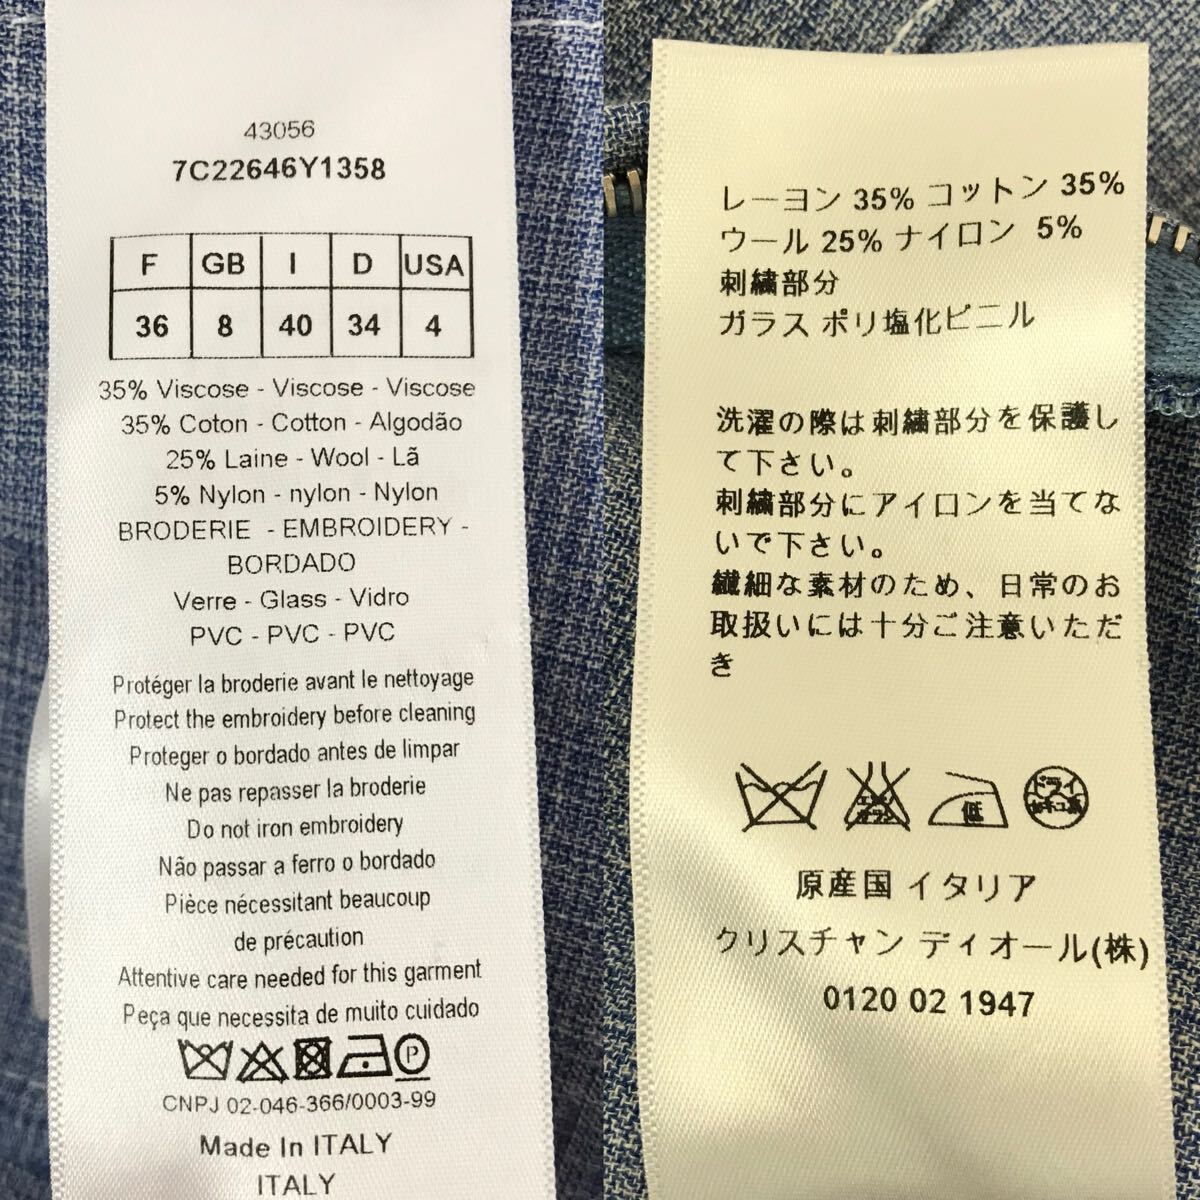 43056
7C22646Y1358
F GB I D USA
36 8 40 34 4
35% Viscose - Viscose - Viscose
35% Coton - Cotton - Algodão
25% Laine - Wool - Lã
5% Nylon - nylon - Nylon
BRODERIE - EMBROIDERY -
BORDADO
Verre - Glass - Vidro
PVC - PVC - PVC
Protéger la broderie avant le nettoyage
Protect the embroidery before cleaning
Proteger o bordado antes de limpar
Ne pas repasser la broderie
Do not iron embroidery
Não passar a ferro o bordado
Pièce nécessitant beaucoup
de précaution
Attentive care needed for this garment
Peça que necessita de muito cuidado
P
CNPJ 02-046-366/0003-99
Made In ITALY
ITALY
レーヨン 35% コットン 35%
ウール 25% ナイロン 5%
刺繍部分
ガラス ポリ塩化ビニル
洗濯の際は刺繍部分を保護し
て下さい。
刺繍部分にアイロンを当てな
いで下さい。
繊細な素材のため、日常のお
取扱いには十分ご注意いただ
き
低
ドライ
原産国 イタリア
クリスチャン ディオール(株)
0120 02 1947